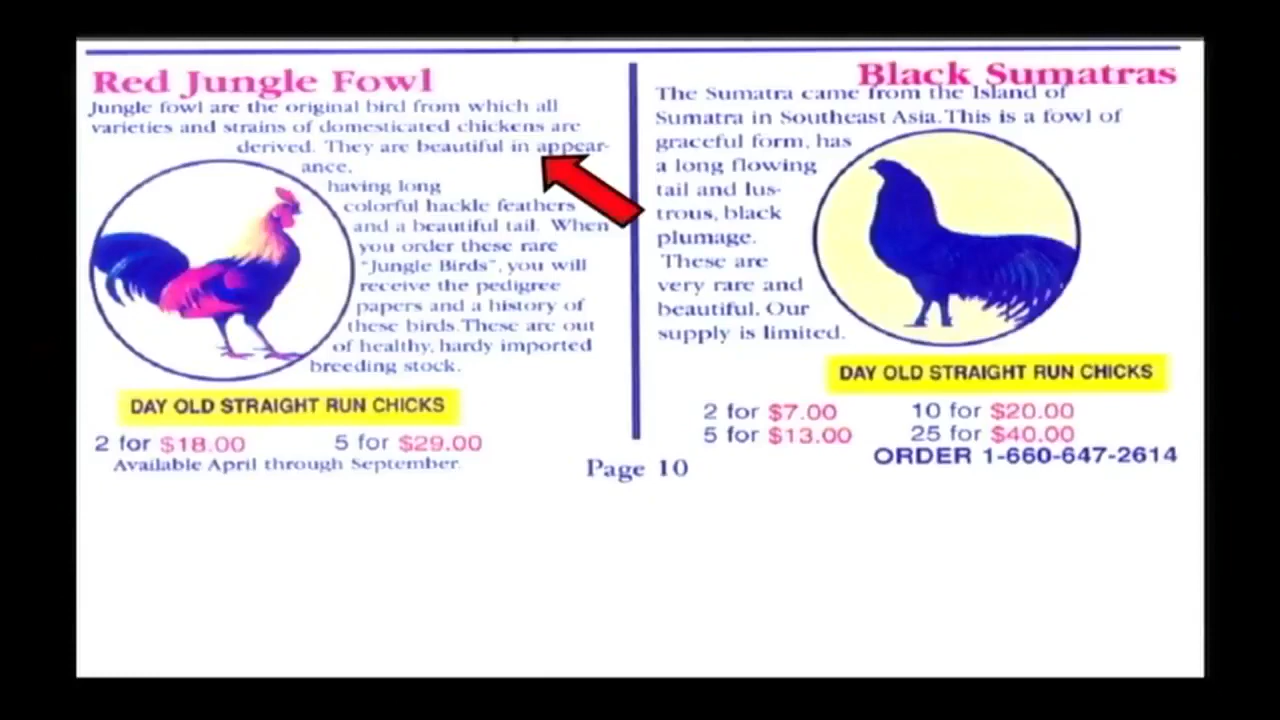 Red Jungle Fowl
Jungle fowl are the original bird from which all
varieties and strains of domesticated chickens are
derived. They are beautiful in appear-
ance,
having long
colorful hackle feathers
and a beautiful tail. When
you order these rare
"Jungle Birds", you will
receive the pedigree
papers and a history of
these birds. These are out
of healthy, hardy imported
breeding stock.
DAY OLD STRAIGHT RUN CHICKS
2 for $18.00 5 for $29.00
Available April through September.
Black Sumatras
The Sumatra came from the Island of
Sumatra in Southeast Asia. This is a fowl of
graceful form, has
a long flowing
tail and lus-
trous, black
plumage.
These are
very rare and
beautiful. Our
supply is limited.
DAY OLD STRAIGHT RUN CHICKS
2 for $7.00 10 for $20.00
5 for $13.00 25 for $40.00
ORDER 1-660-647-2614
Page 10